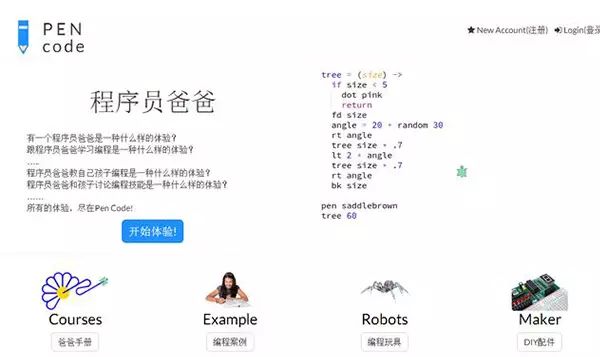 PEN
code
New Account(注册)
Login(登录
程序员爸爸
有一个程序员爸爸是一种什么样的体验?
跟程序员爸爸学习编程是一种什么样的体验?
.....
程序员爸爸教自己孩子编程是一种什么样的体验?
程序员爸爸和孩子讨论编程技能是一种什么样的体验?
......
所有的体验, 尽在Pen Code!
开始体验!
tree = (size) ->
if size < 5
dot pink
return
fd size
angle = 20 + random 30
rt angle
tree size * .7
lt 2 * angle
tree size * .7
rt angle
bk size
pen saddlebrown
tree 60
Courses
爸爸手册
Example
编程案例
Robots
编程玩具
Maker
DIY配件